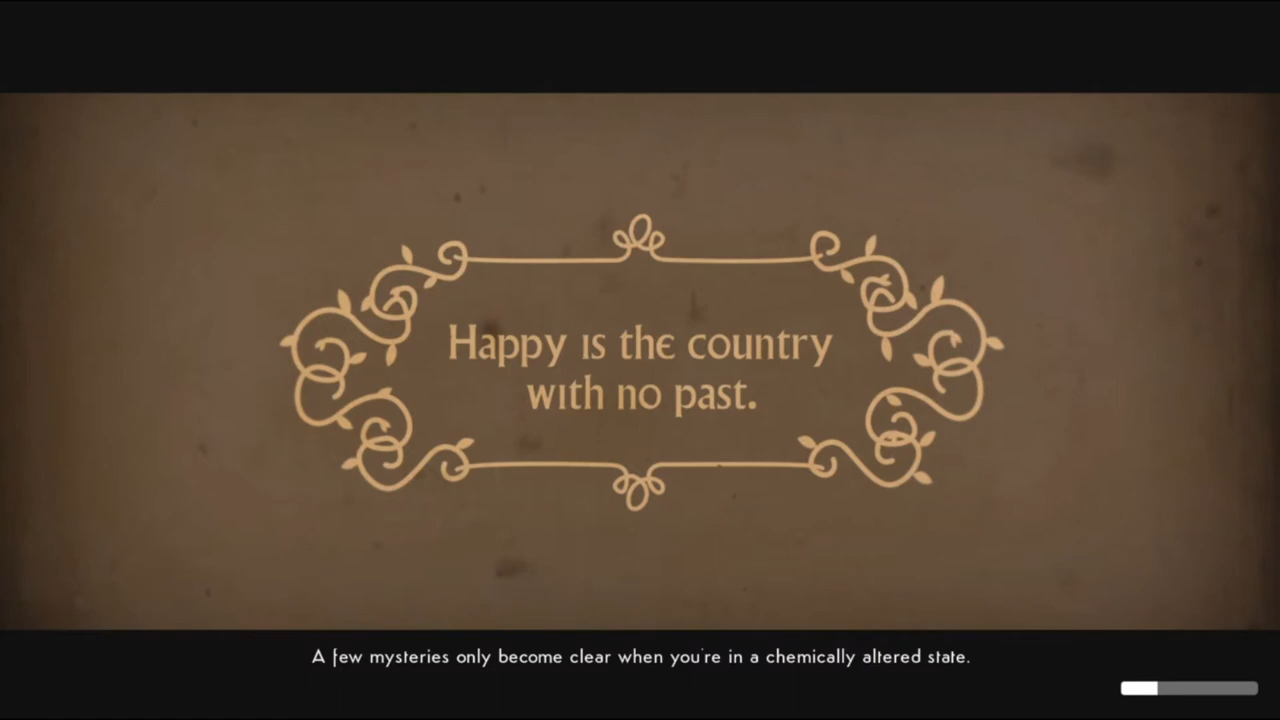 Happy is the country
with no past.
A few mysteries only become clear when you're in a chemically altered state.